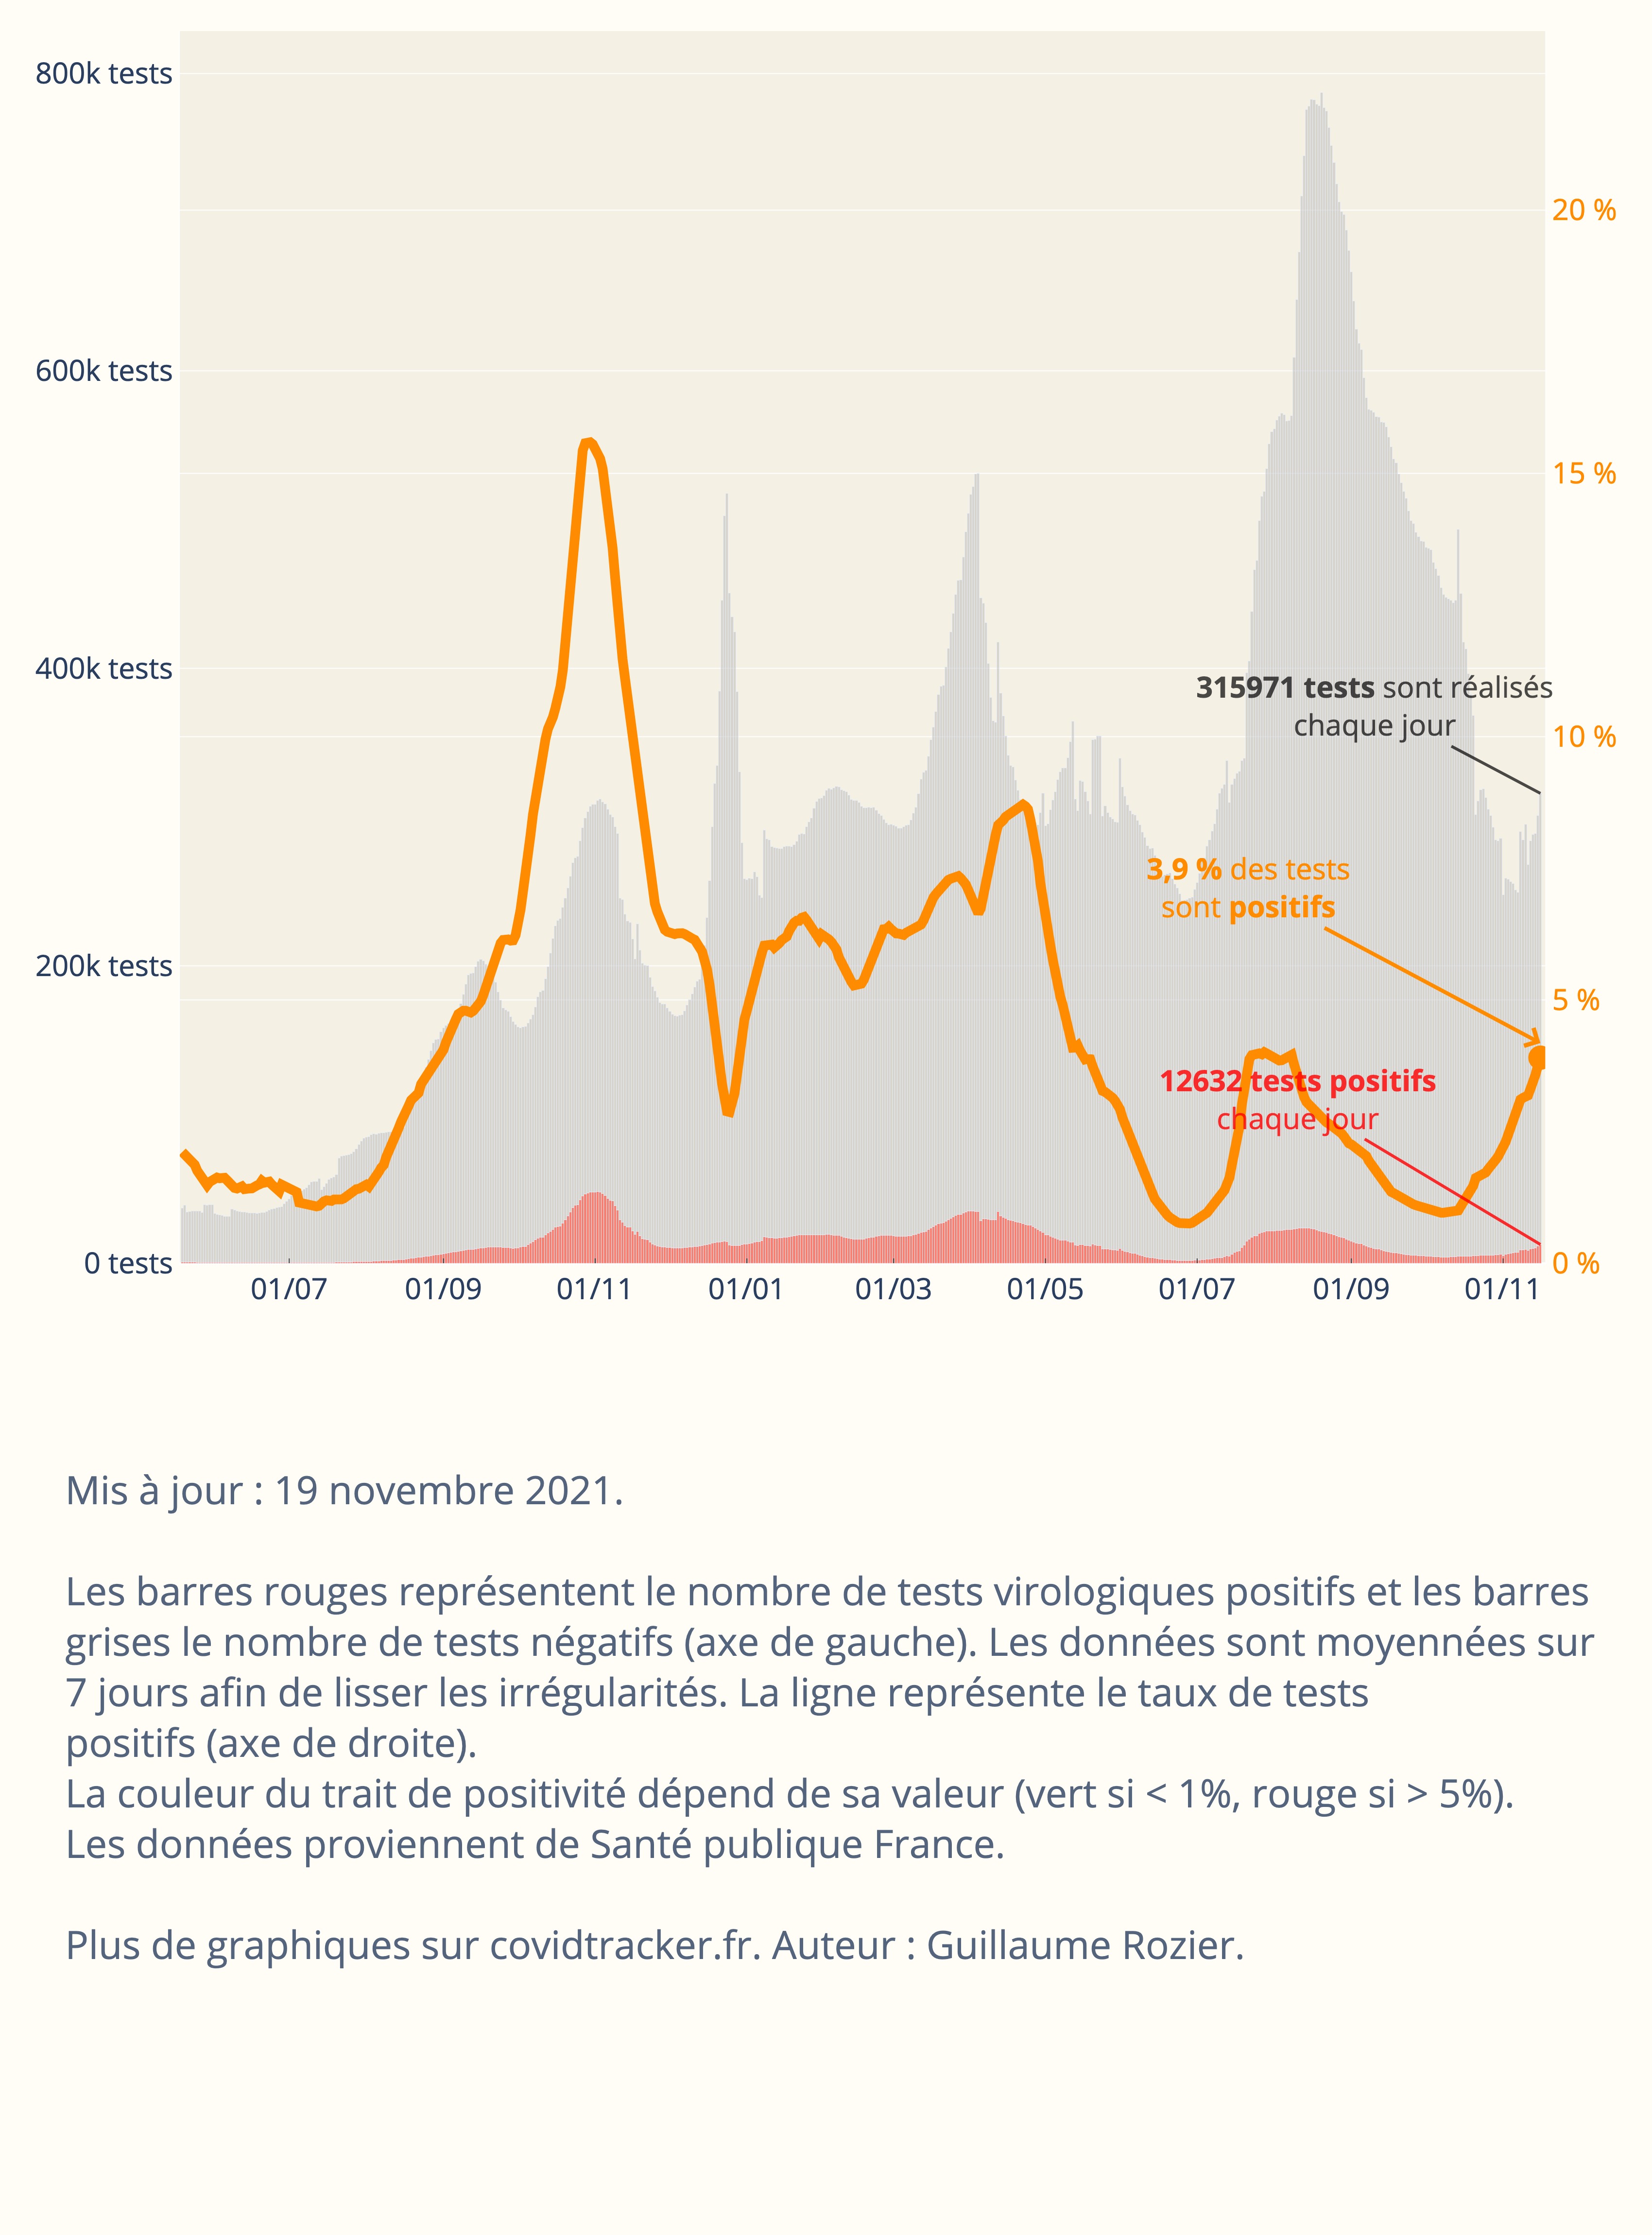 800k tests
600k tests
400k tests
200k tests
0 tests
20 %
15 %
10 %
5 %
0 %
315971 tests sont réalisés
chaque jour
3,9 % des tests
sont positifs
12632 tests positifs
chaque jour
01/07
01/09
01/11
01/01
01/03
01/05
01/07
01/09
01/11
Mis à jour : 19 novembre 2021.
Les barres rouges représentent le nombre de tests virologiques positifs et les barres
grises le nombre de tests négatifs (axe de gauche). Les données sont moyennées sur
7 jours afin de lisser les irrégularités. La ligne représente le taux de tests
positifs (axe de droite).
La couleur du trait de positivité dépend de sa valeur (vert si < 1%, rouge si > 5%).
Les données proviennent de Santé publique France.
Plus de graphiques sur covidtracker.fr. Auteur : Guillaume Rozier.